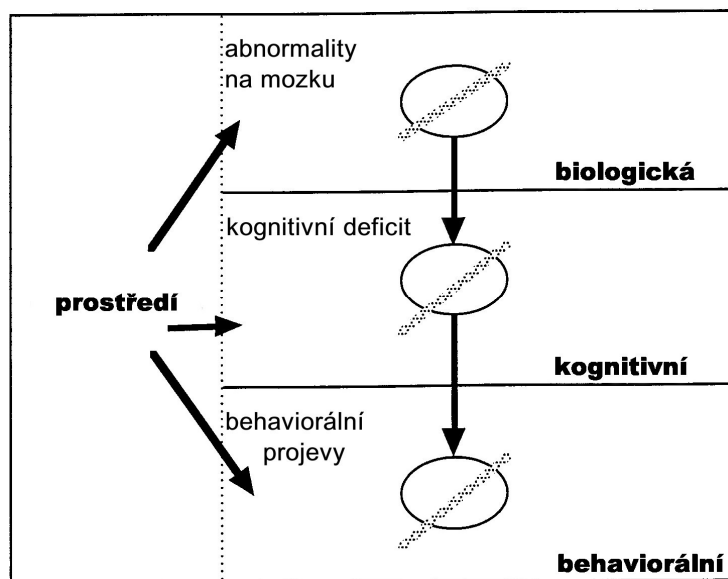 abnormality
na mozku
biologická
kognitivní deficit
prostředí
kognitivní
behaviorální
projevy
behaviorální